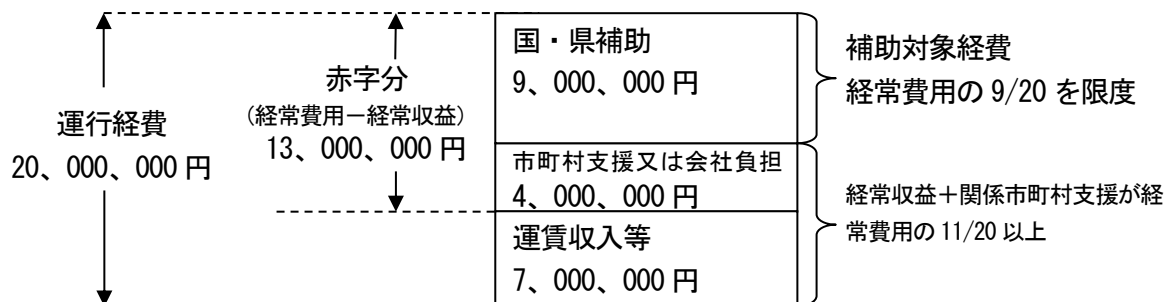 運行経費
20、000、000 円
赤字分
(経常費用－経常収益)
13、000、000 円
国・県補助
9、000、000 円
市町村支援又は会社負担
4、000、000 円
運賃収入等
7、000、000 円
補助対象経費
経常費用の 9/20 を限度
経常収益＋関係市町村支援が経
常費用の 11/20 以上